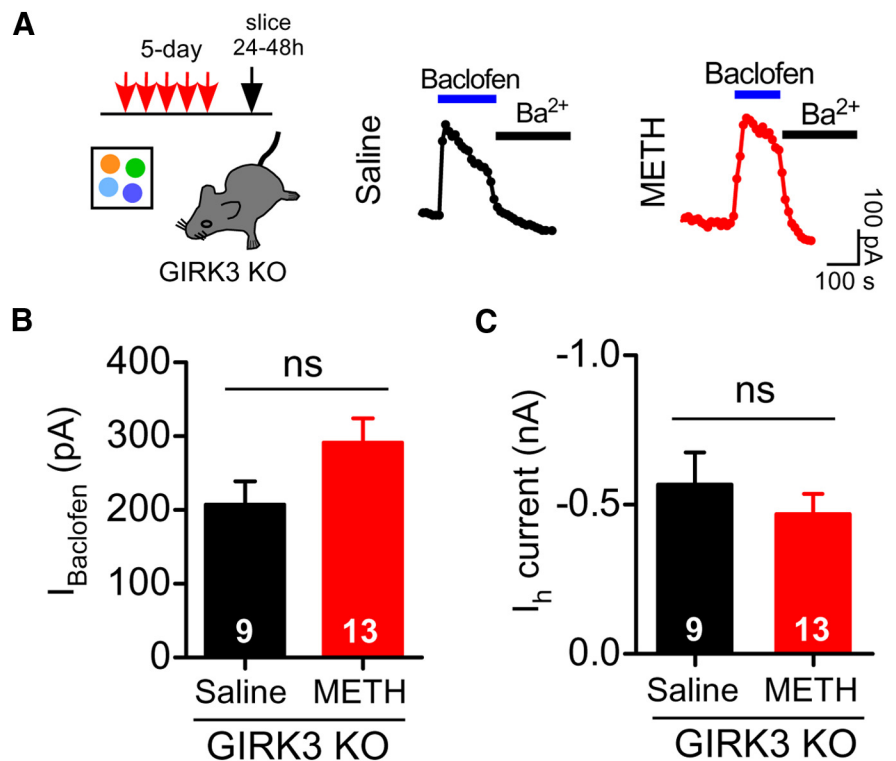 A
5-day
slice
24-48h
GIRK3 KO
Saline
Baclofen
Ba2+
METH
Baclofen
Ba2+
100 pA
100 s
B
400
300
200
100
0
I Baclofen (pA)
ns
9
13
Saline
METH
GIRK3 KO
C
-1.0
-0.5
0.0
Ih current (nA)
ns
9
13
Saline
METH
GIRK3 KO